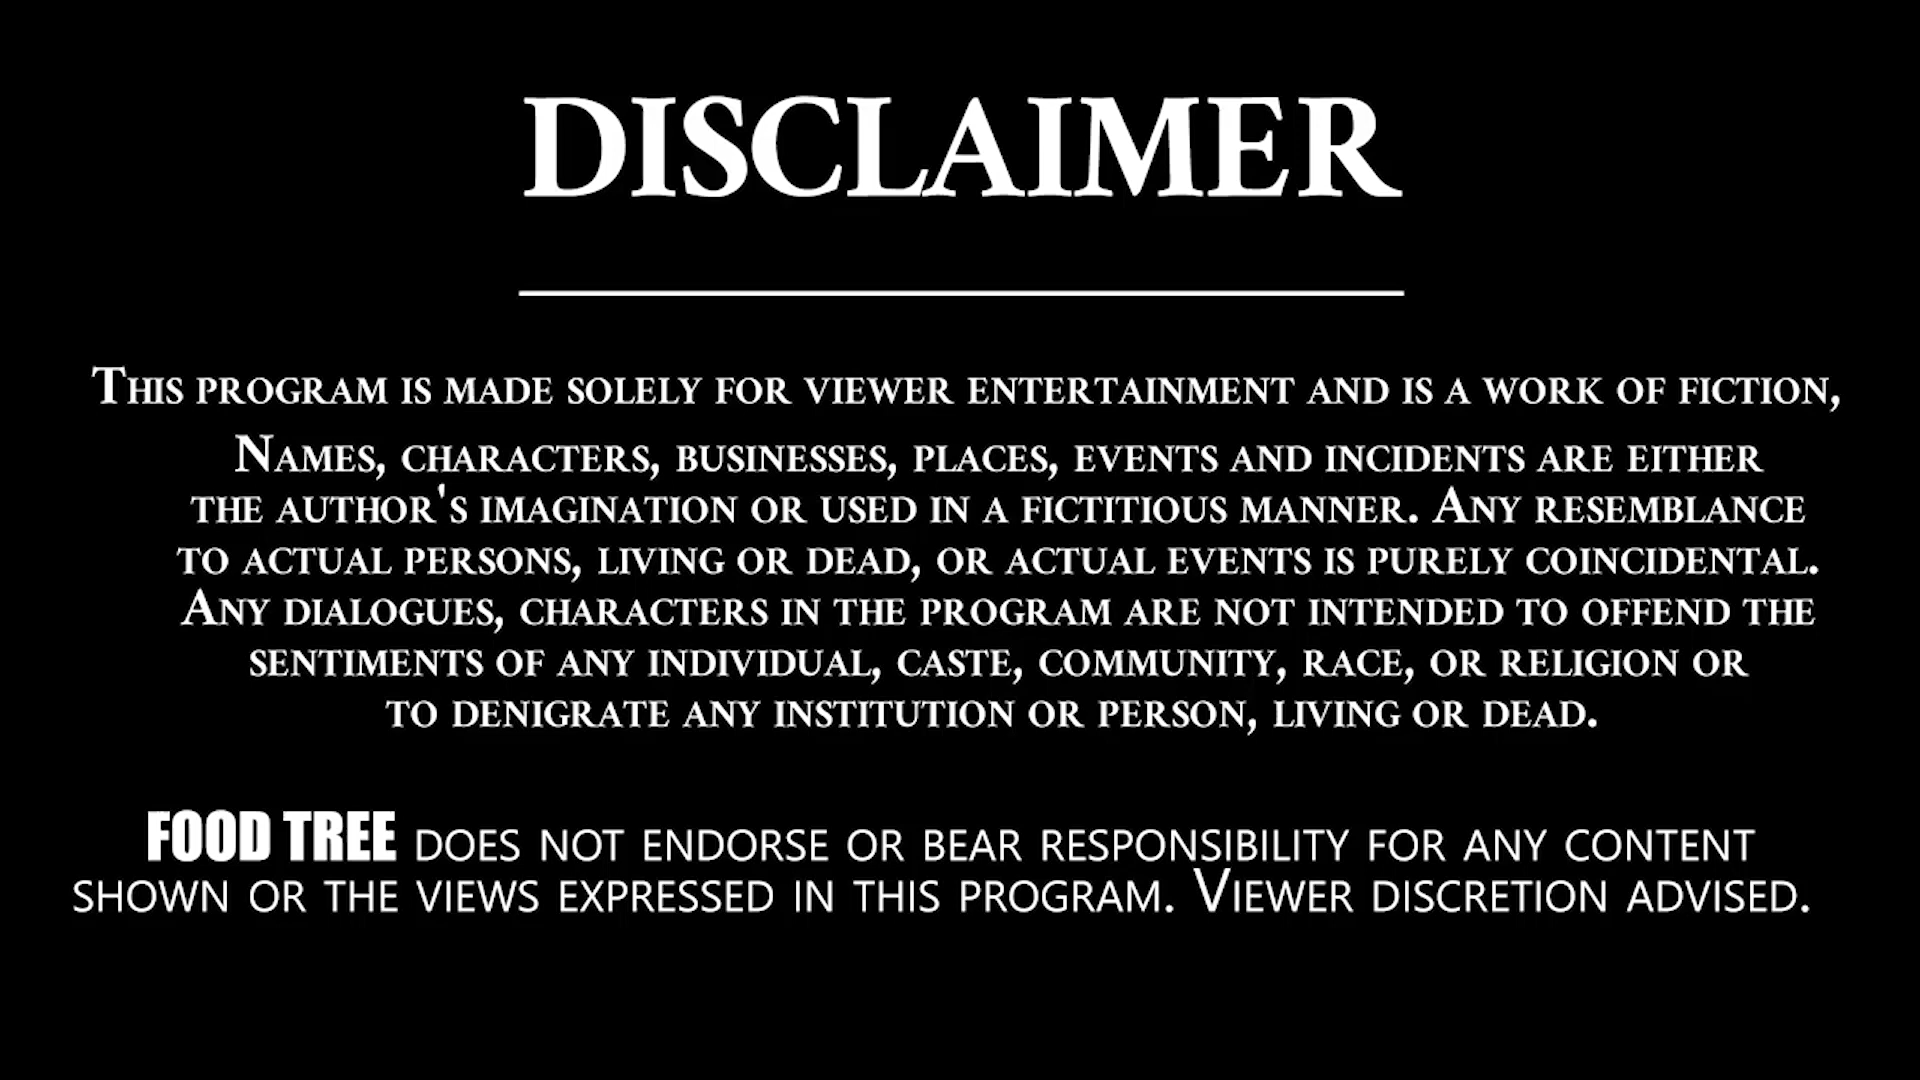 DISCLAIMER
This program is made solely for viewer entertainment and is a work of fiction,
Names, characters, businesses, places, events and incidents are either
the author's imagination or used in a fictitious manner. Any resemblance
to actual persons, living or dead, or actual events is purely coincidental.
Any dialogues, characters in the program are not intended to offend the
sentiments of any individual, caste, community, race, or religion or
to denigrate any institution or person, living or dead.
FOOD TREE does not endorse or bear responsibility for any content
shown or the views expressed in this program. Viewer discretion advised.